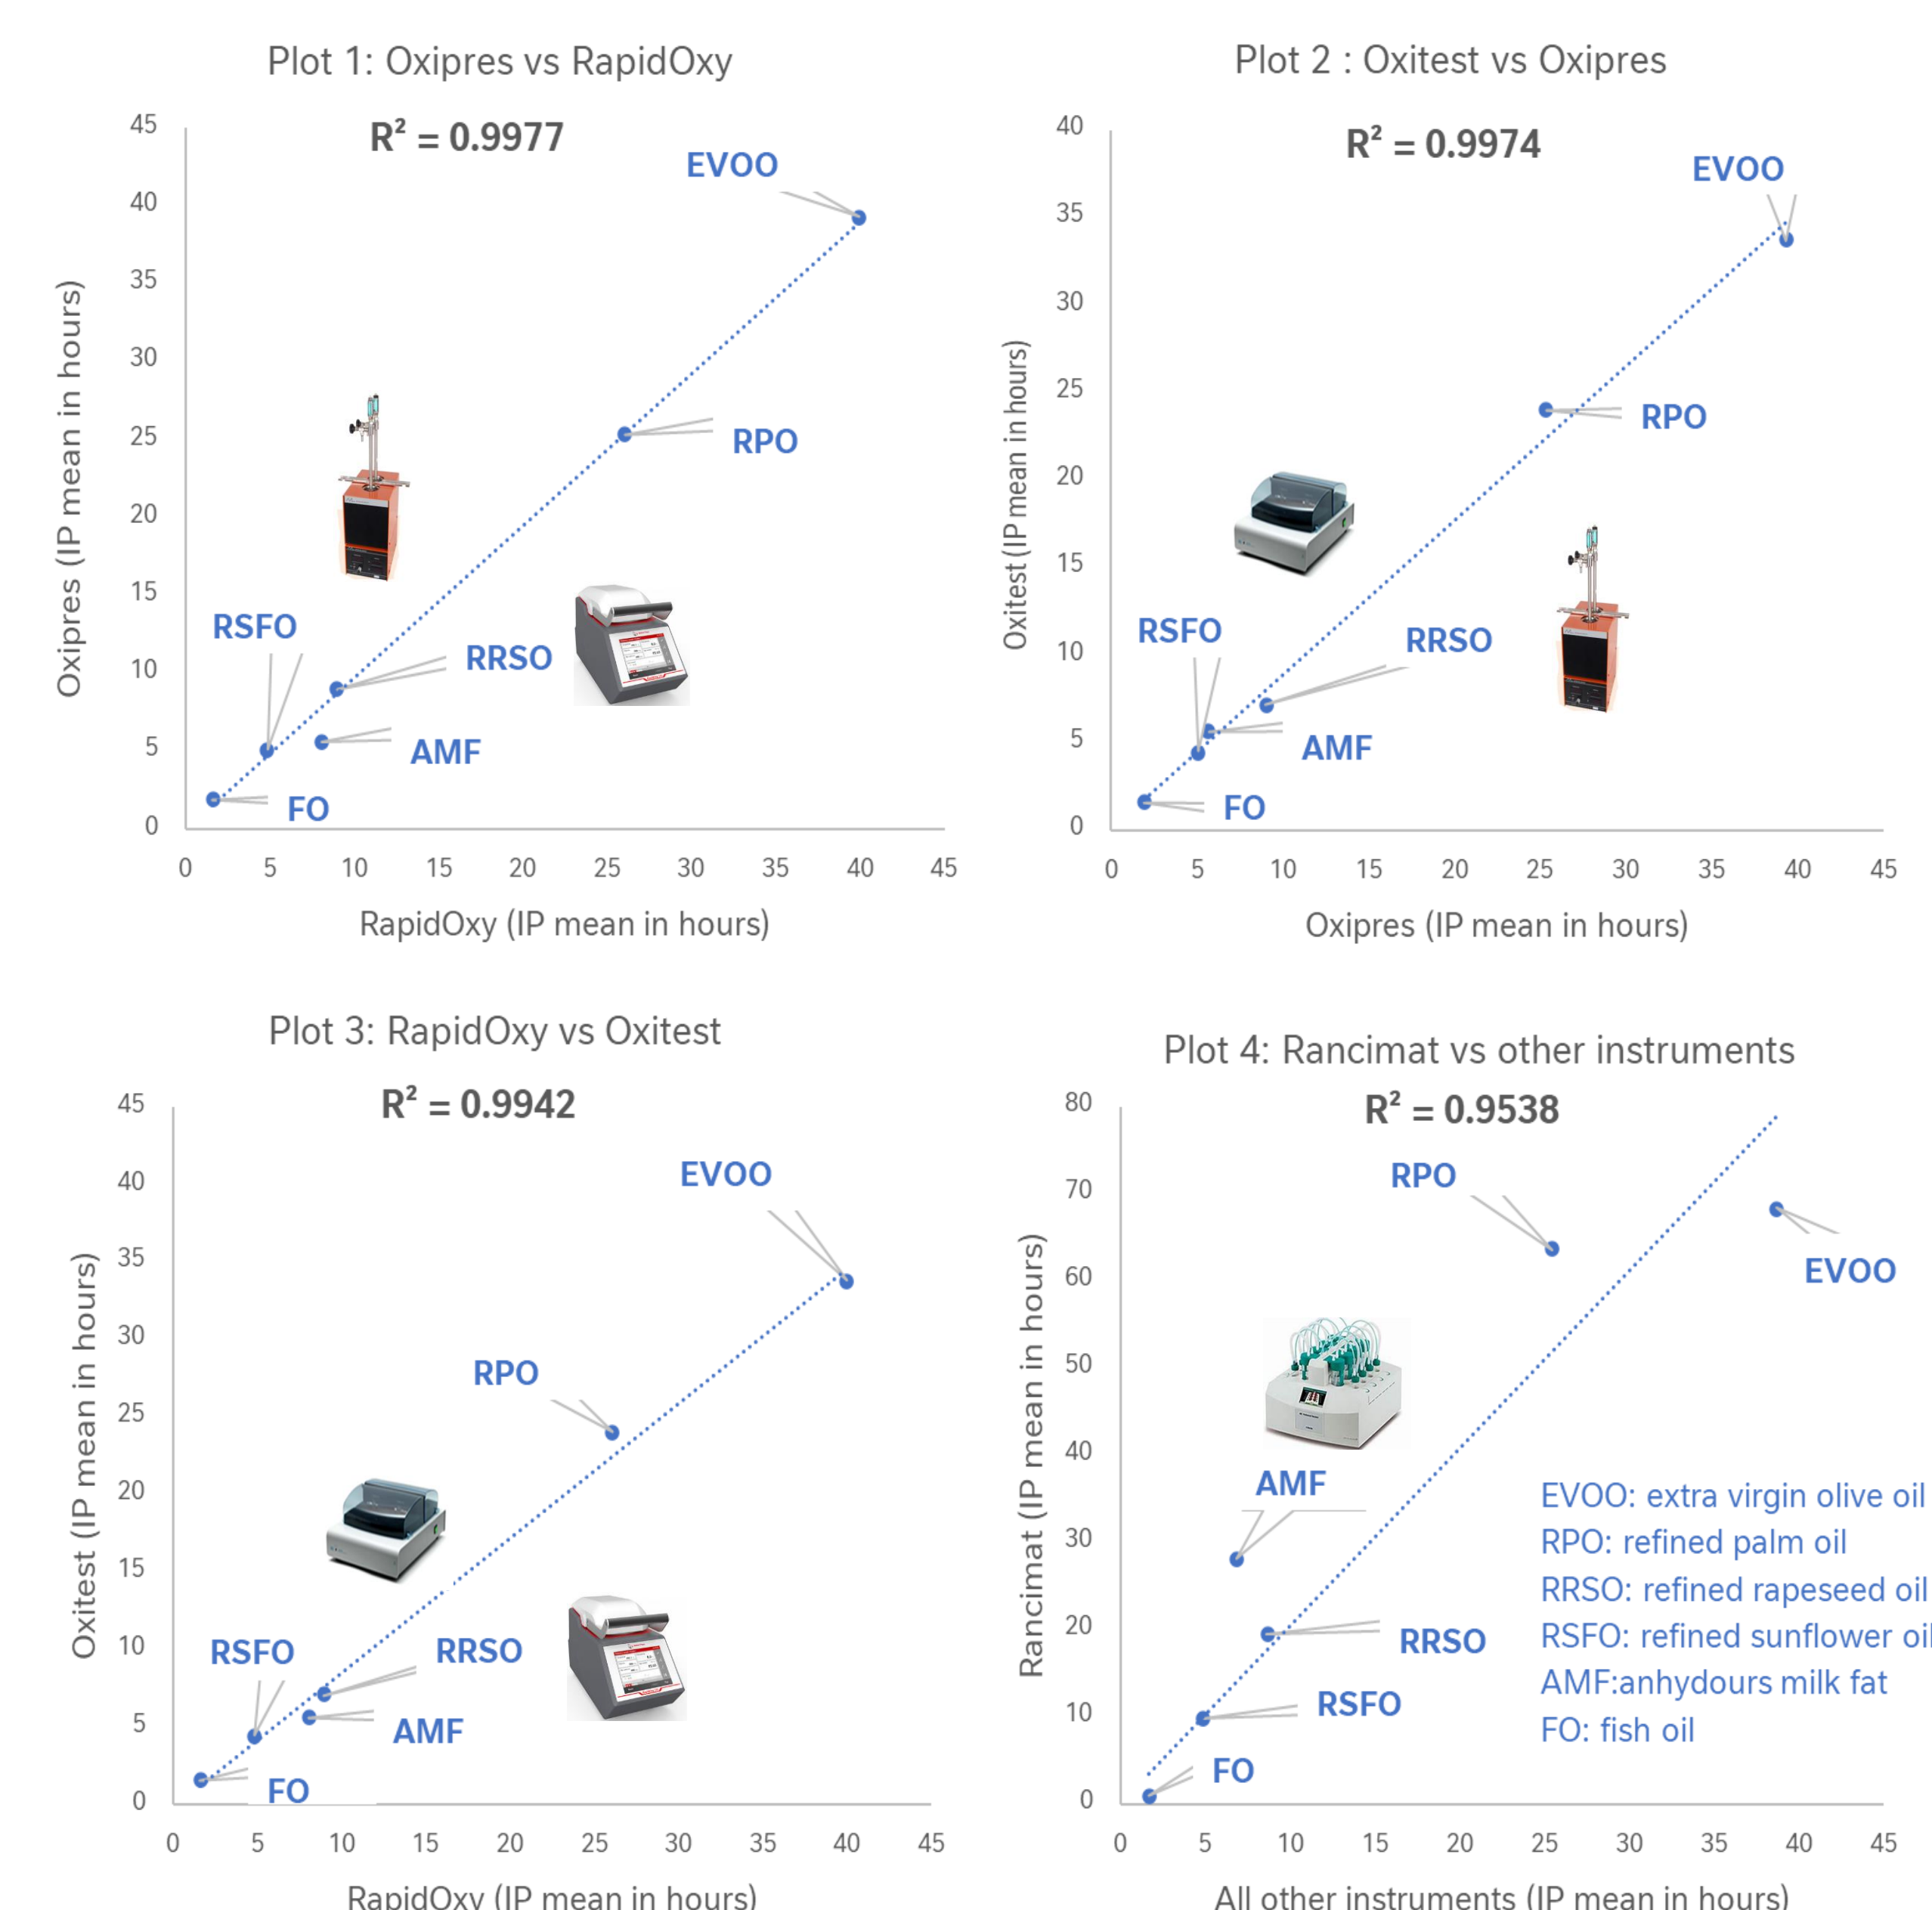 Plot 1: Oxipres vs RapidOxy
R² = 0.9977
45
40
35
30
25
20
15
10
5
0
EVOO
RPO
RSFO
RRSO
AMF
FO
0 5 10 15 20 25 30 35 40 45
Oxipres (IP mean in hours)
RapidOxy (IP mean in hours)
Plot 2 : Oxitest vs Oxipres
R² = 0.9974
40
35
30
25
20
15
10
5
0
EVOO
RPO
RSFO
RRSO
AMF
FO
0 5 10 15 20 25 30 35 40 45
Oxitest (IP mean in hours)
Oxipres (IP mean in hours)
Plot 3: RapidOxy vs Oxitest
R² = 0.9942
45
40
35
30
25
20
15
10
5
0
EVOO
RPO
RSFO
RRSO
AMF
FO
0 5 10 15 20 25 30 35 40 45
Oxitest (IP mean in hours)
RapidOxy (IP mean in hours)
Plot 4: Rancimat vs other instruments
R² = 0.9538
80
70
60
50
40
30
20
10
0
RPO
EVOO
AMF
RRSO
RSFO
FO
EVOO: extra virgin olive oil
RPO: refined palm oil
RRSO: refined rapeseed oil
RSFO: refined sunflower oil
AMF:anhydours milk fat
FO: fish oil
0 5 10 15 20 25 30 35 40 45
Rancimat (IP mean in hours)
All other instruments (IP mean in hours)